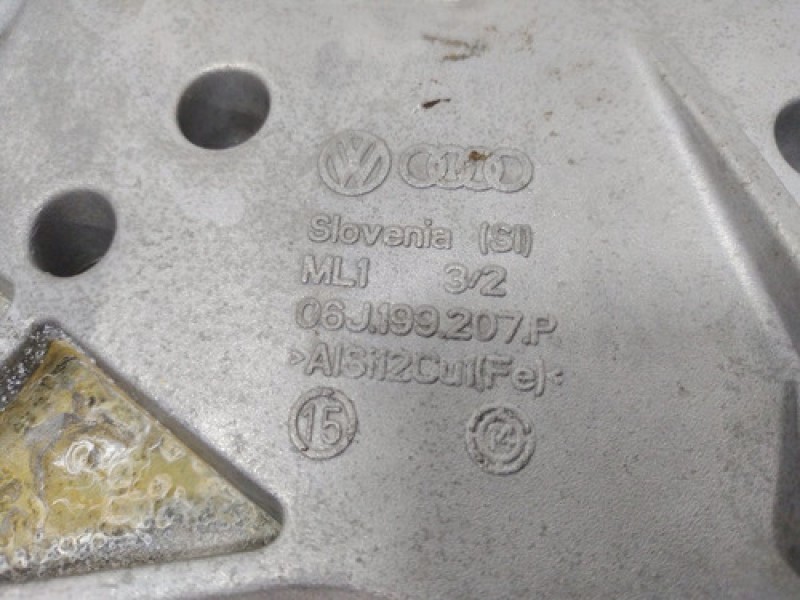 Slovenia (SI)
ML1 3/2
06J.199.207.P
>AlSi12Cu1(Fe)<
15